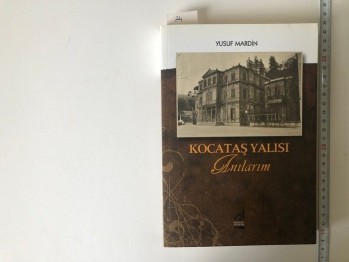 YUSUF MARDİN
KOCATAŞ YALISI
Anılarım